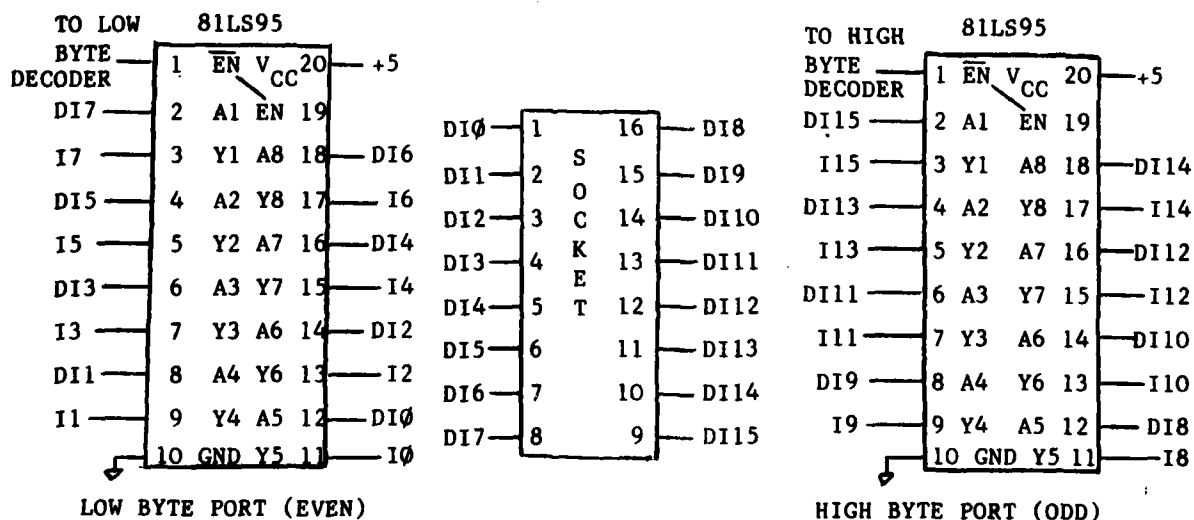 TO LOW BYTE DECODER
81LS95
1 E̅N̅ VCC 20 +5
DI7 2 A1 EN 19
I7 3 Y1 A8 18 DI6
DI5 4 A2 Y8 17 I6
I5 5 Y2 A7 16 DI4
DI3 6 A3 Y7 15 I4
I3 7 Y3 A6 14 DI2
DI1 8 A4 Y6 13 I2
I1 9 Y4 A5 12 DIØ
10 GND Y5 11 IØ
LOW BYTE PORT (EVEN)
SOCKET
DIØ 1 16 DI8
DI1 2 15 DI9
DI2 3 14 DI10
DI3 4 13 DI11
DI4 5 12 DI12
DI5 6 11 DI13
DI6 7 10 DI14
DI7 8 9 DI15
TO HIGH BYTE DECODER
81LS95
1 E̅N̅ VCC 20 +5
DI15 2 A1 EN 19
I15 3 Y1 A8 18 DI14
DI13 4 A2 Y8 17 I14
I13 5 Y2 A7 16 DI12
DI11 6 A3 Y7 15 I12
I11 7 Y3 A6 14 DI10
DI9 8 A4 Y6 13 I10
I9 9 Y4 A5 12 DI8
10 GND Y5 11 I8
HIGH BYTE PORT (ODD)